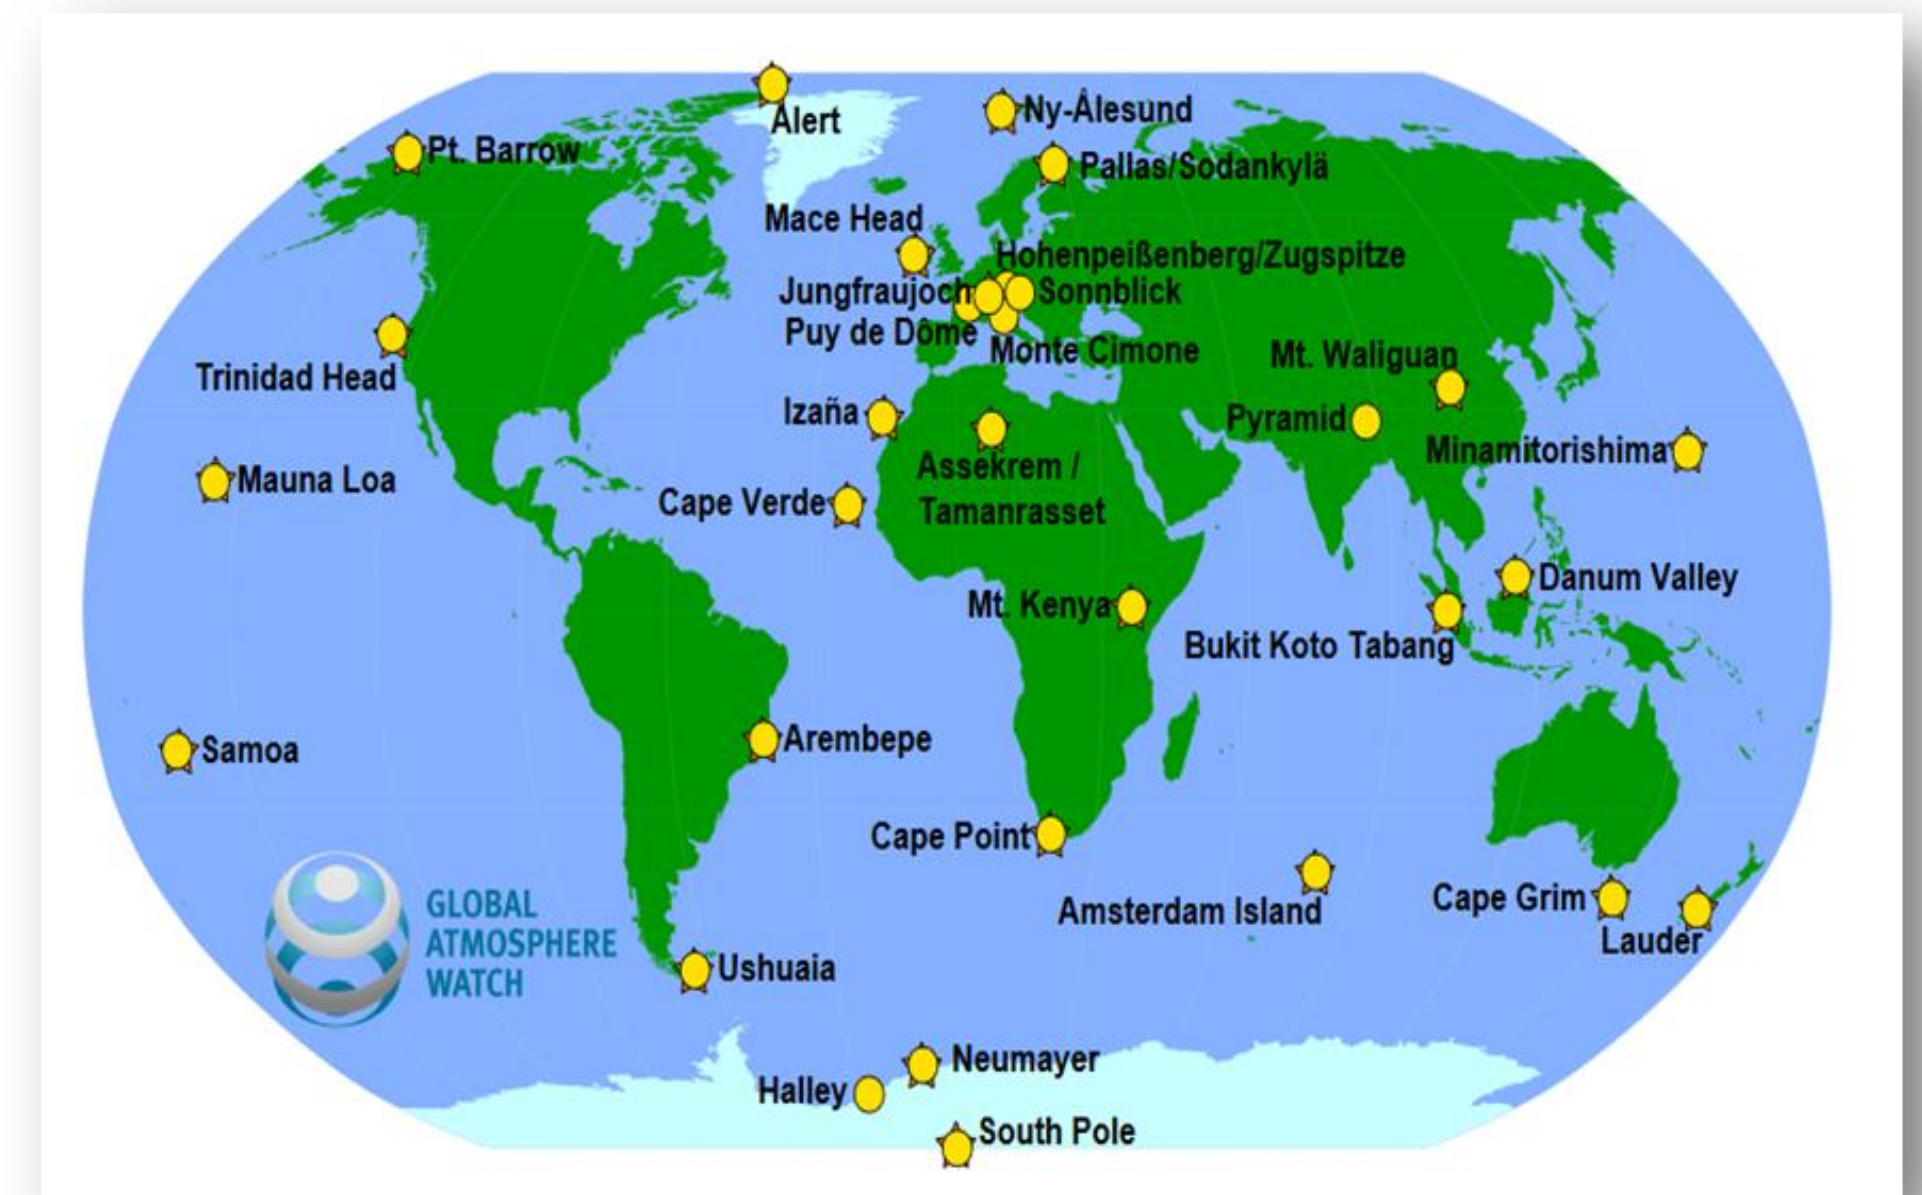 Alert
Ny-Ålesund
Pt. Barrow
Pallas/Sodankylä
Mace Head
Hohenpeißenberg/Zugspitze
Jungfraujoch
Sonnblick
Puy de Dôme
Monte Cimone
Mt. Waliguan
Trinidad Head
Izaña
Pyramid
Minamitorishima
Assekrem /
Tamanrasset
Mauna Loa
Cape Verde
Danum Valley
Mt. Kenya
Bukit Koto Tabang
Samoa
Arembepe
Cape Point
Amsterdam Island
Cape Grim
Lauder
GLOBAL
ATMOSPHERE
WATCH
Ushuaia
Neumayer
Halley
South Pole